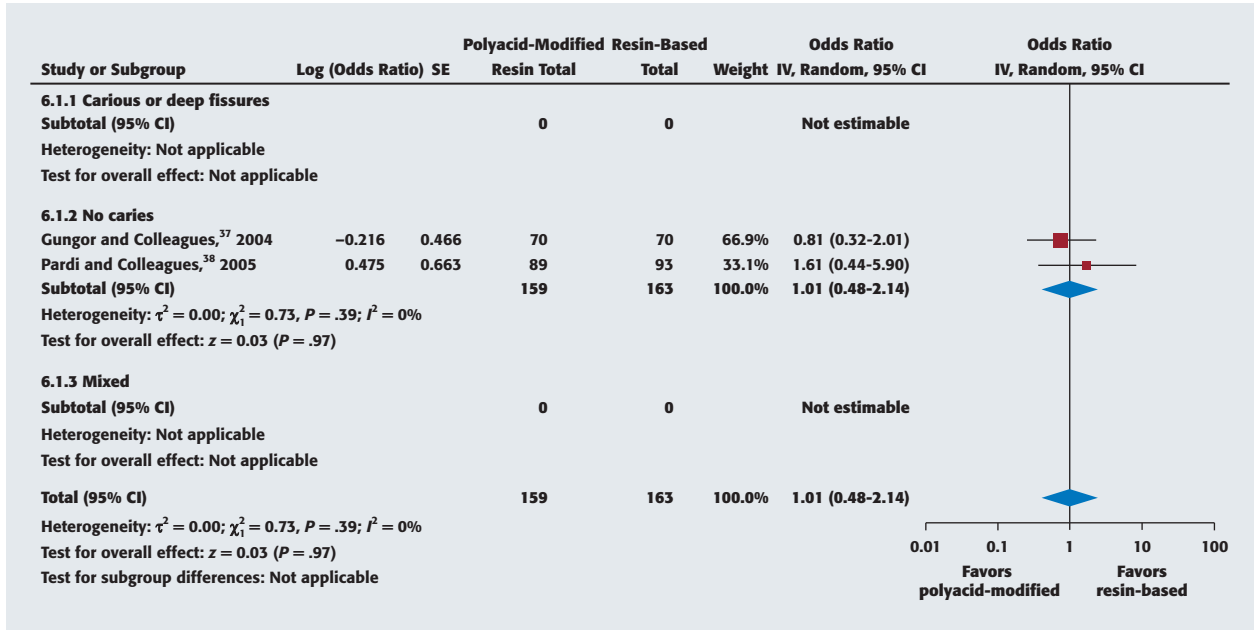 Polyacid-Modified Resin-Based Odds Ratio Odds Ratio
Study or Subgroup Log (Odds Ratio) SE Resin Total Total Weight IV, Random, 95% CI IV, Random, 95% CI
6.1.1 Carious or deep fissures
Subtotal (95% CI) 0 0 Not estimable
Heterogeneity: Not applicable
Test for overall effect: Not applicable
6.1.2 No caries
Gungor and Colleagues,³⁷ 2004 −0.216 0.466 70 70 66.9% 0.81 (0.32-2.01)
Pardi and Colleagues,³⁸ 2005 0.475 0.663 89 93 33.1% 1.61 (0.44-5.90)
Subtotal (95% CI) 159 163 100.0% 1.01 (0.48-2.14)
Heterogeneity: τ² = 0.00; χ₁² = 0.73, P = .39; I² = 0%
Test for overall effect: z = 0.03 (P = .97)
6.1.3 Mixed
Subtotal (95% CI) 0 0 Not estimable
Heterogeneity: Not applicable
Test for overall effect: Not applicable
Total (95% CI) 159 163 100.0% 1.01 (0.48-2.14)
Heterogeneity: τ² = 0.00; χ₁² = 0.73, P = .39; I² = 0%
Test for overall effect: z = 0.03 (P = .97)
Test for subgroup differences: Not applicable
0.01 0.1 1 10 100
Favors Favors
polyacid-modified resin-based